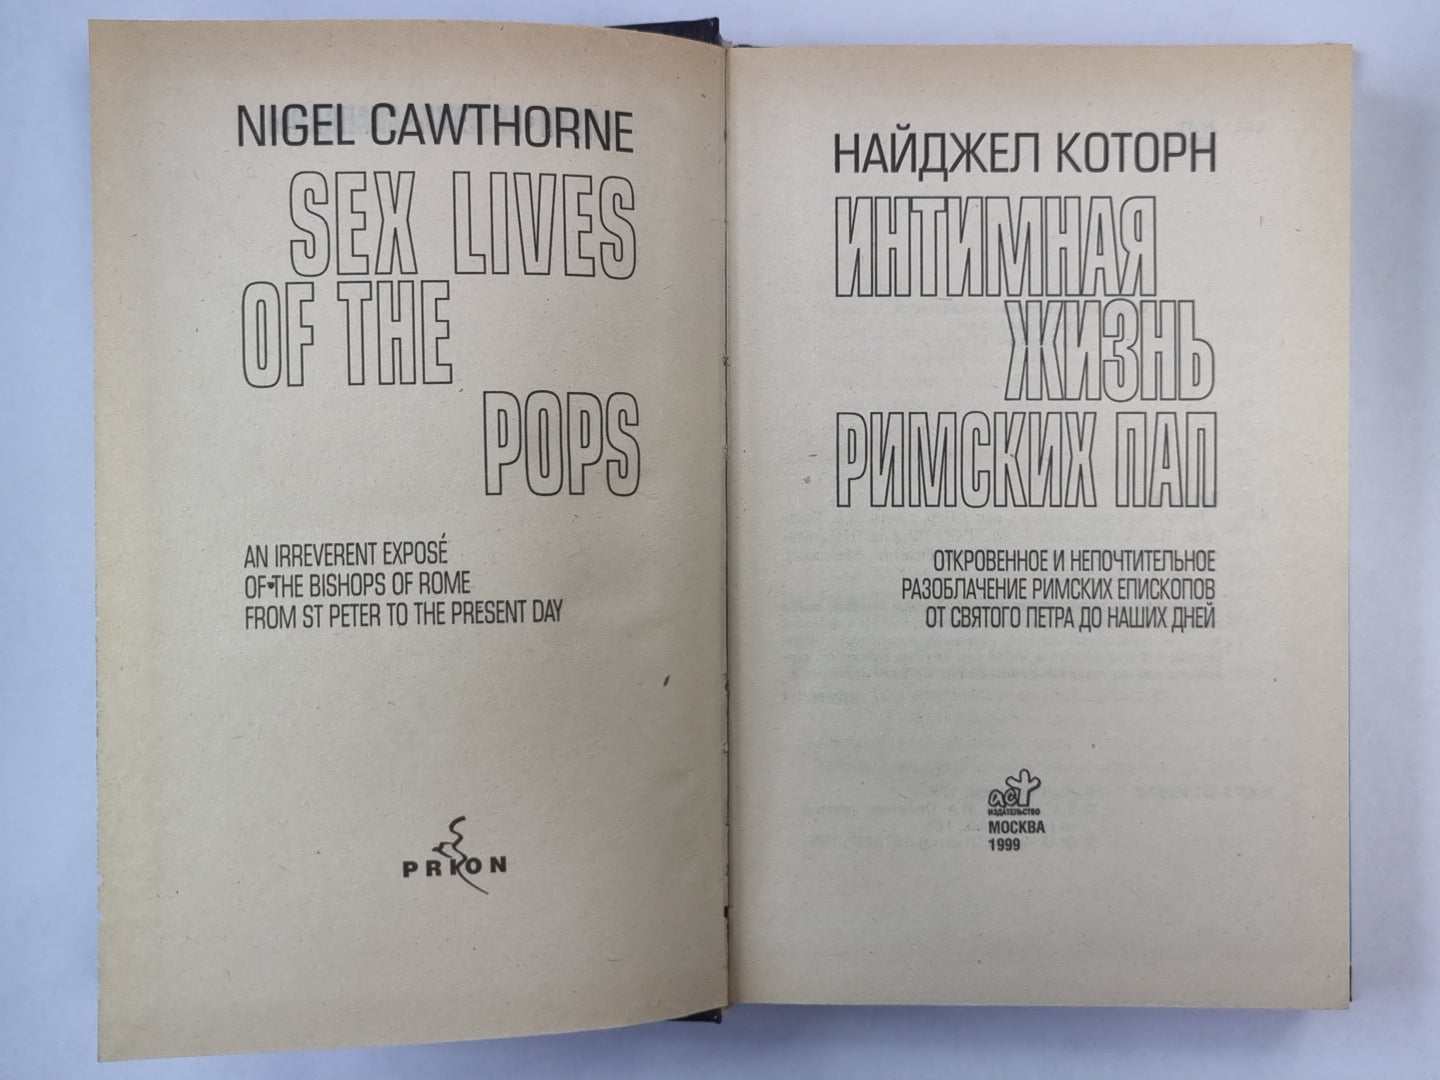 NIGEL CAWTHORNE
SEX LIVES
OF THE
POPS
AN IRREVERENT EXPOSÉ
OF THE BISHOPS OF ROME
FROM ST PETER TO THE PRESENT DAY
PRION
НАЙДЖЕЛ КОТОРН
ИНТИМНАЯ
ЖИЗНЬ
РИМСКИХ ПАП
ОТКРОВЕННОЕ И НЕПОЧТИТЕЛЬНОЕ
РАЗОБЛАЧЕНИЕ РИМСКИХ ЕПИСКОПОВ
ОТ СВЯТОГО ПЕТРА ДО НАШИХ ДНЕЙ
аст
ИЗДАТЕЛЬСТВО
МОСКВА
1999